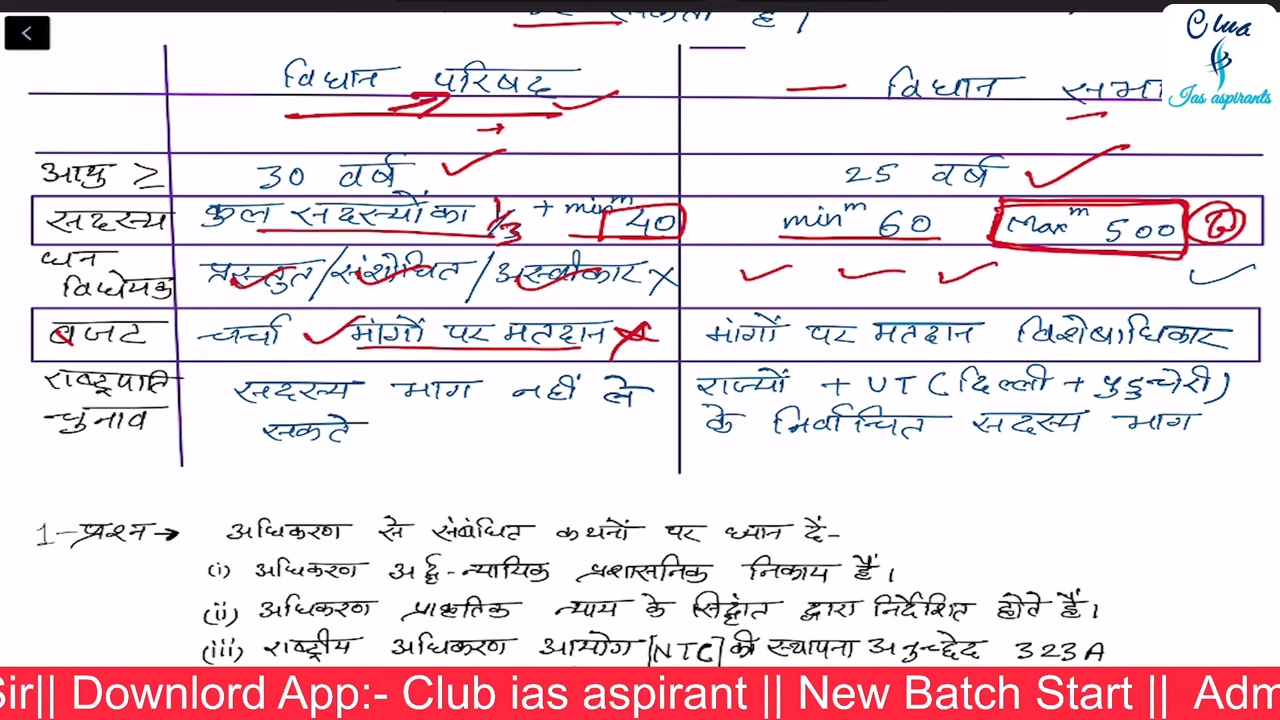 सकता है।
Clua
Ias aspirants
विधान परिषद
विधान सभा
आयु ≥ 30 वर्ष 25 वर्ष
सदस्य कुल सदस्यों का 1/3 + minᵐ 40 minᵐ 60 Maxᵐ 500
धन विधेयक प्रस्तुत/संशोधित/अस्वीकार X
बजट चर्चा मांगों पर मतदान X मांगों पर मतदान विशेषाधिकार
राष्ट्रपति सदस्य भाग नहीं ले राज्यों + UT (दिल्ली + पुडुचेरी)
चुनाव सकते के निर्वाचित सदस्य भाग
1-प्रश्न → अधिकरण से संबंधित कथनों पर ध्यान दें-
(i) अधिकरण अर्द्ध-न्यायिक प्रशासनिक निकाय हैं।
(ii) अधिकरण प्राकृतिक न्याय के सिद्धांत द्वारा निर्देशित होते हैं।
(iii) राष्ट्रीय अधिकरण आयोग [NTC] की स्थापना अनुच्छेद 323A
Sir|| Downlord App:- Club ias aspirant || New Batch Start || Adm